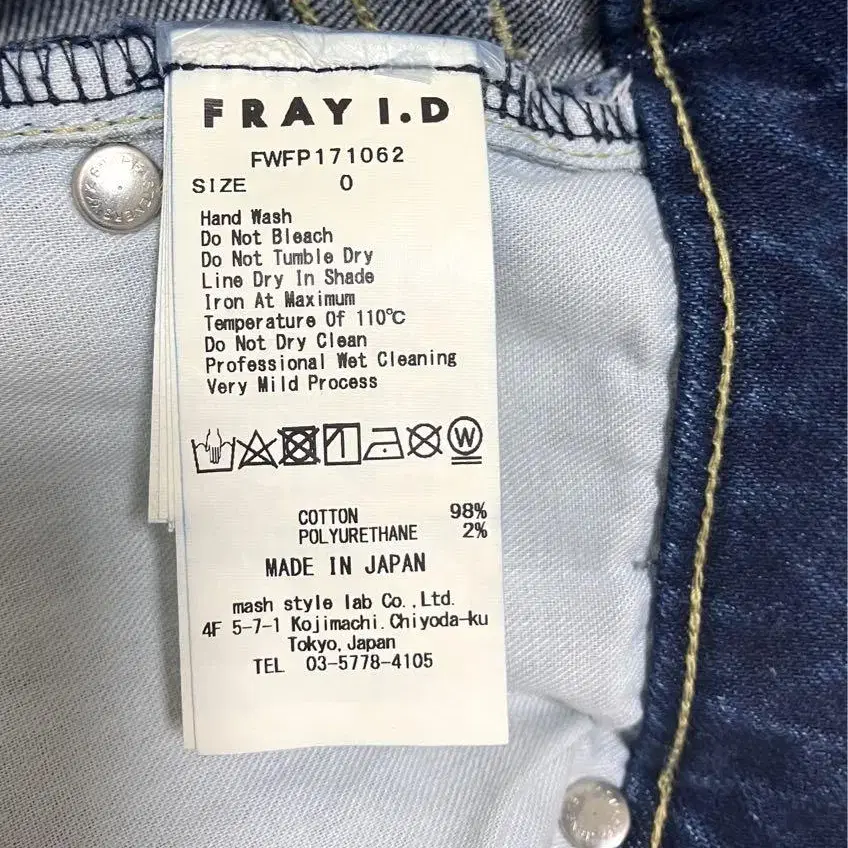 FRAY I.D
FWFP171062
SIZE 0
Hand Wash
Do Not Bleach
Do Not Tumble Dry
Line Dry In Shade
Iron At Maximum
Temperature Of 110℃
Do Not Dry Clean
Professional Wet Cleaning
Very Mild Process
W
COTTON 98%
POLYURETHANE 2%
MADE IN JAPAN
mash style lab Co.,Ltd.
4F 5-7-1 Kojimachi.Chiyoda-ku
Tokyo,Japan
TEL 03-5778-4105